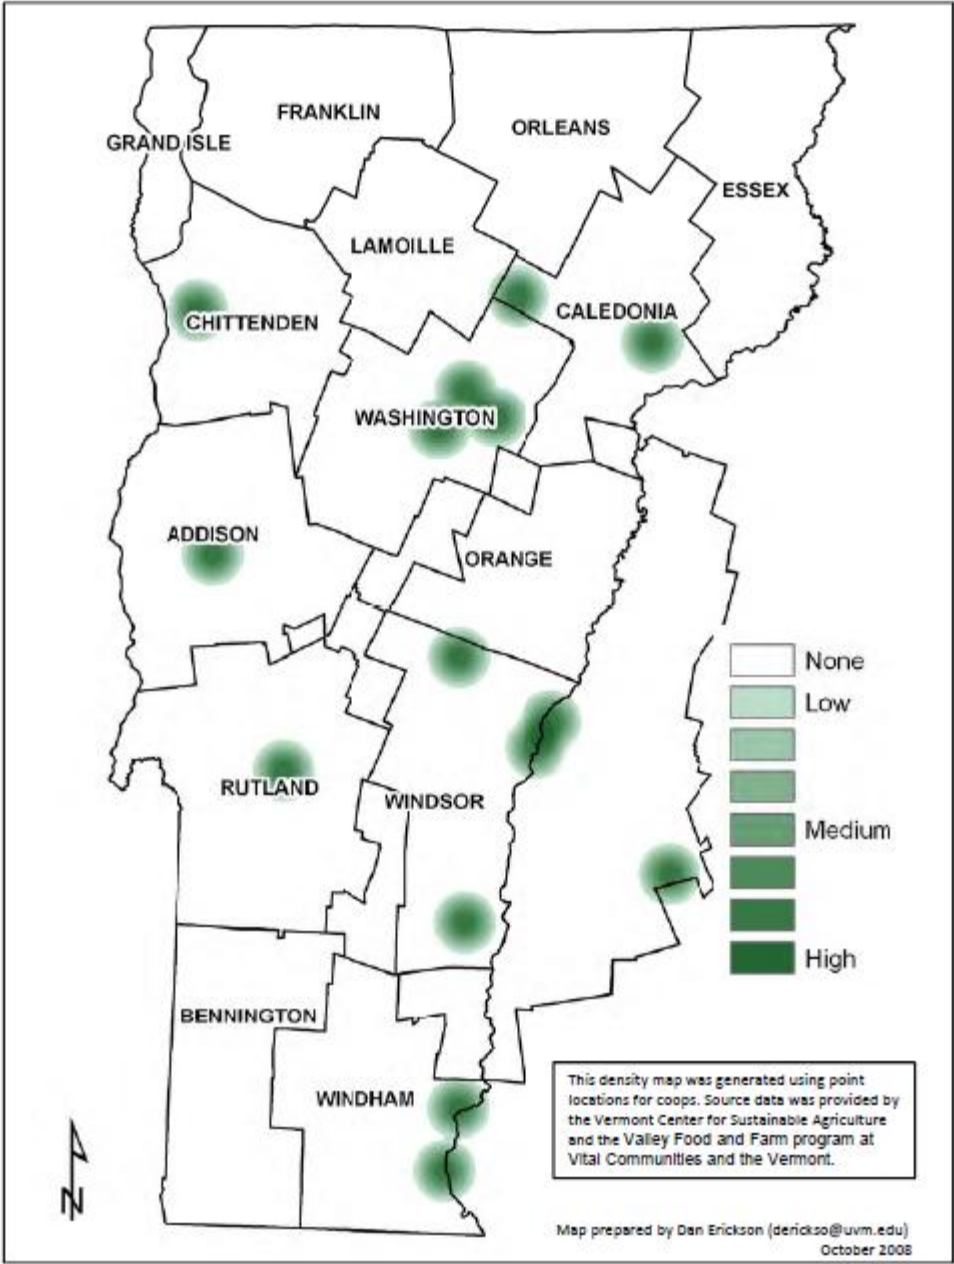 FRANKLIN
ORLEANS
GRAND ISLE
ESSEX
LAMOILLE
CALEDONIA
CHITTENDEN
WASHINGTON
ADDISON
ORANGE
None
Low
RUTLAND
WINDSOR
Medium
High
BENNINGTON
WINDHAM
This density map was generated using point
locations for coops. Source data was provided by
the Vermont Center for Sustainable Agriculture
and the Valley Food and Farm program at
Vital Communities and the Vermont.
N
Map prepared by Dan Erickson (derickso@uvm.edu)
October 2008